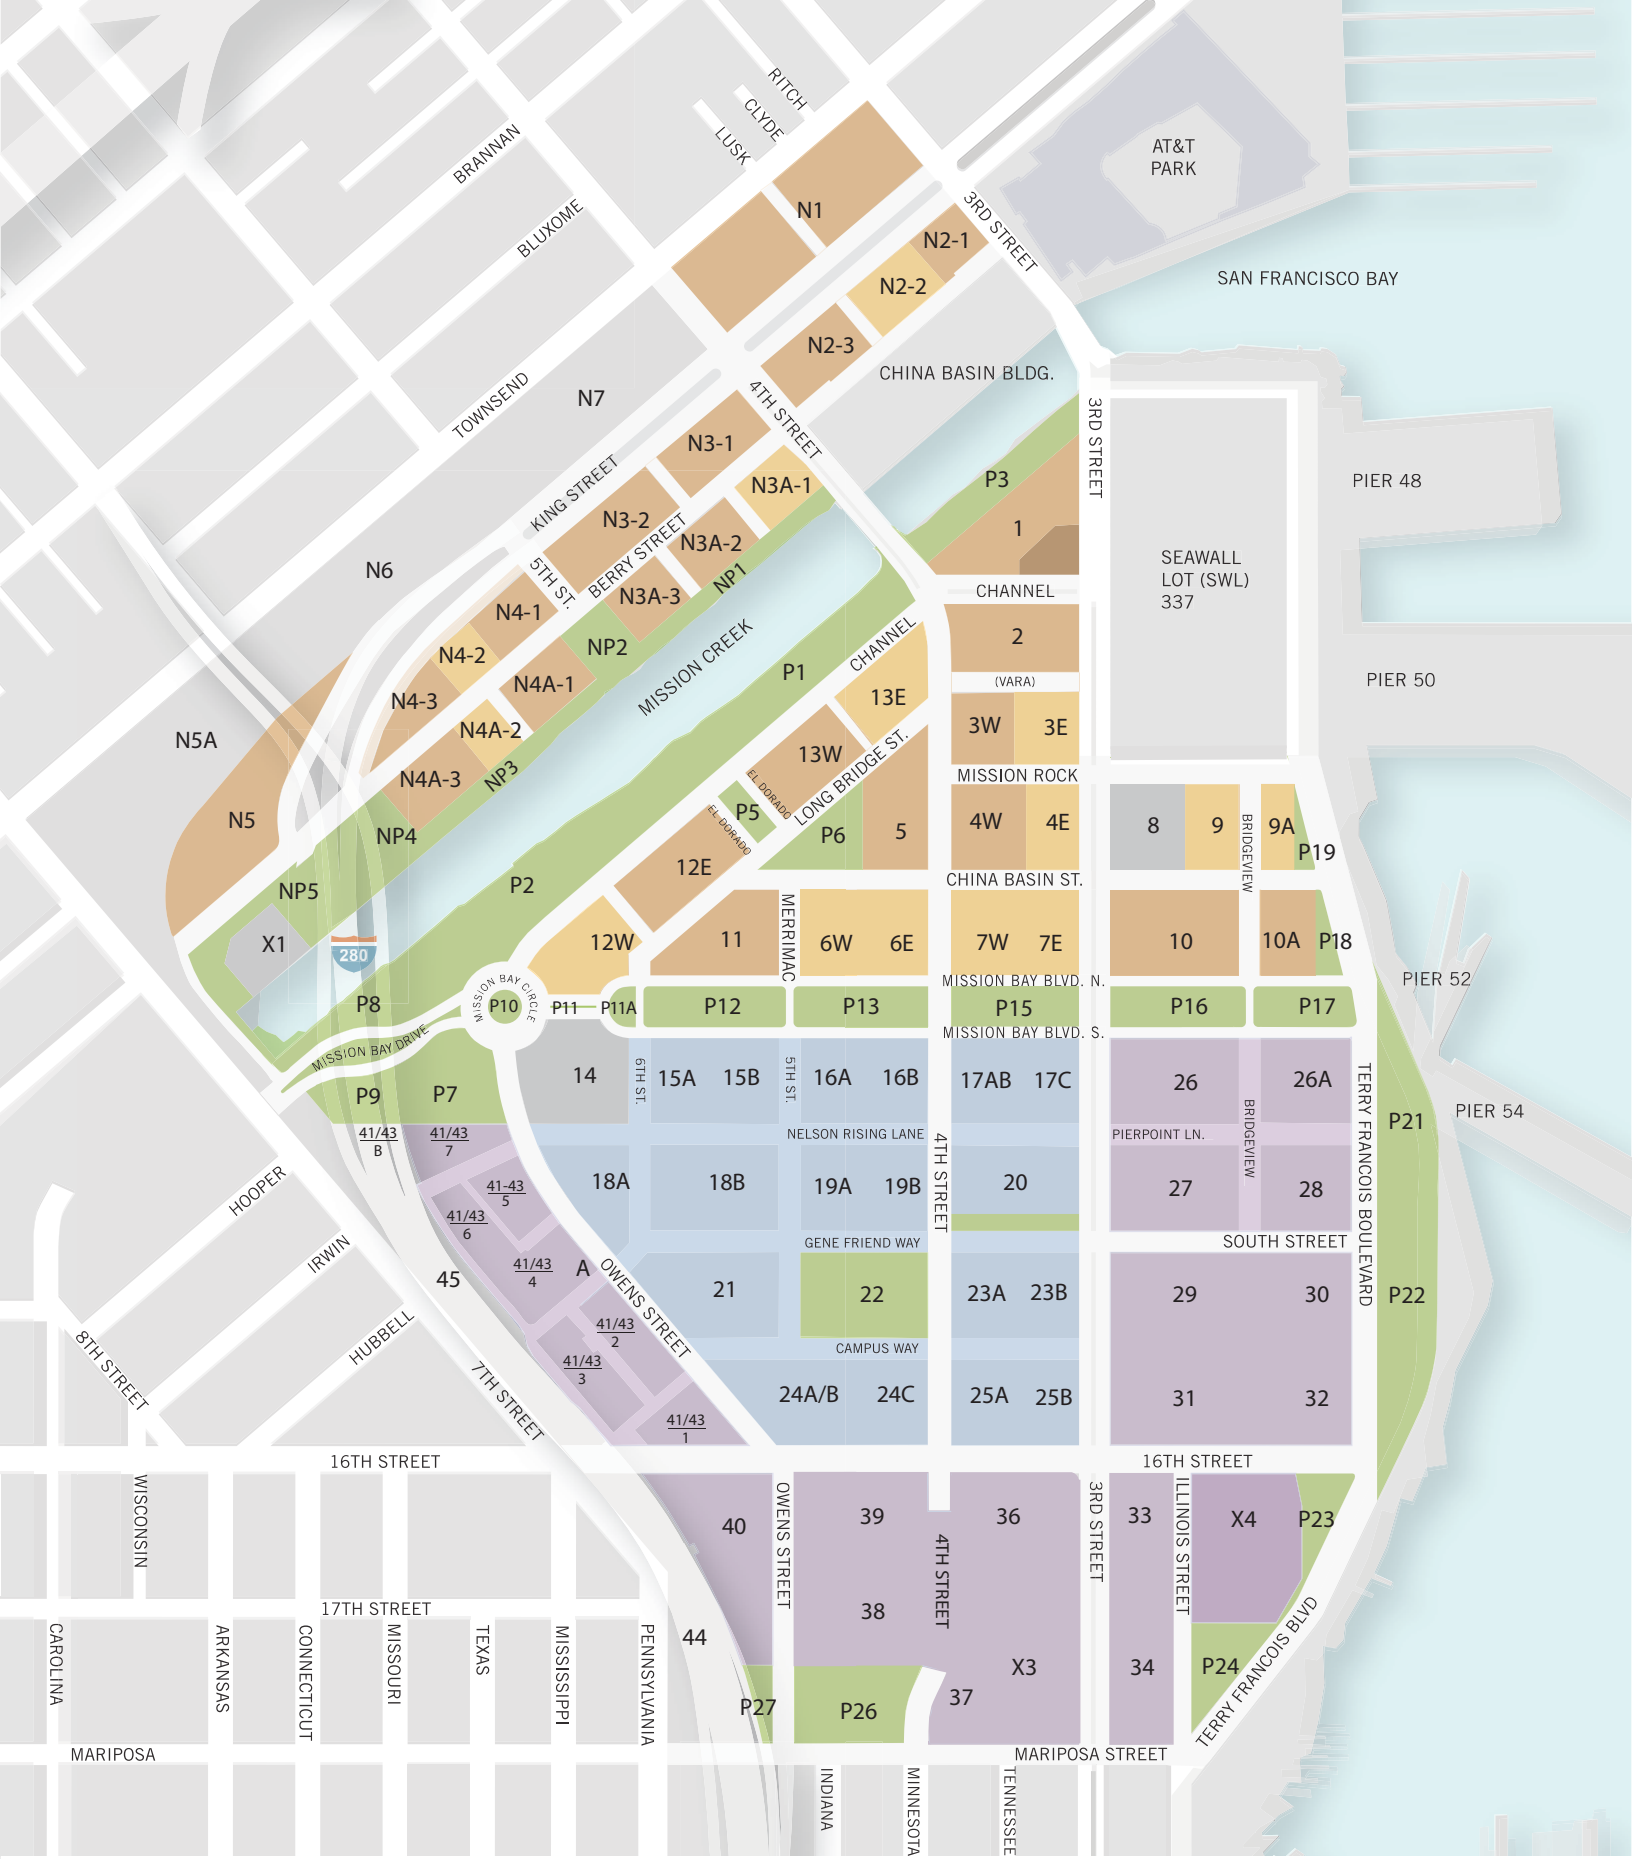 RITCH
CLYDE
LUSK
BRANNAN
BLUXOME
AT&T
PARK
N1
3RD STREET
N2-1
N2-2
SAN FRANCISCO BAY
N2-3
CHINA BASIN BLDG.
TOWNSEND
N7
4TH STREET
3RD STREET
N3-1
KING STREET
N3A-1
P3
PIER 48
N3-2
BERRY STREET
N3A-2
1
SEAWALL
LOT (SWL)
337
N6
5TH ST.
NP1
N3A-3
CHANNEL
N4-1
2
NP2
CHANNEL
MISSION CREEK
N4-2
P1
N4A-1
(VARA)
PIER 50
N4-3
13E
N4A-2
3W
3E
N5A
13W
LONG BRIDGE ST.
N4A-3
NP3
MISSION ROCK
EL DORADO
P5
EL DORADO
N5
NP4
P6
5
4W
4E
8
9
BRIDGEVIEW
9A
P19
12E
CHINA BASIN ST.
NP5
P2
MERRIMAC
X1
12W
11
6W
6E
7W
7E
10
10A
P18
280
MISSION BAY BLVD. N.
PIER 52
P8
MISSION BAY CIRCLE
P10
P11
P11A
P12
P13
P15
P16
P17
MISSION BAY BLVD. S.
MISSION BAY DRIVE
P9
P7
14
6TH ST.
15A
15B
5TH ST.
16A
16B
17AB
17C
26
26A
TERRY FRANCOIS BOULEVARD
P21
PIER 54
41/43
B
41/43
7
NELSON RISING LANE
4TH STREET
PIERPOINT LN.
BRIDGEVIEW
HOOPER
41-43
5
18A
18B
19A
19B
20
27
28
41/43
6
IRWIN
GENE FRIEND WAY
SOUTH STREET
45
41/43
4
A
OWENS STREET
21
22
23A
23B
29
30
P22
8TH STREET
HUBBELL
41/43
2
CAMPUS WAY
41/43
3
7TH STREET
24A/B
24C
25A
25B
31
32
41/43
1
16TH STREET
16TH STREET
WISCONSIN
40
OWENS STREET
39
4TH STREET
36
3RD STREET
33
ILLINOIS STREET
X4
P23
17TH STREET
38
CAROLINA
ARKANSAS
CONNECTICUT
MISSOURI
TEXAS
MISSISSIPPI
PENNSYLVANIA
44
X3
34
P24
TERRY FRANCOIS BLVD
P27
P26
37
MARIPOSA
MARIPOSA STREET
INDIANA
MINNESOTA
TENNESSEE